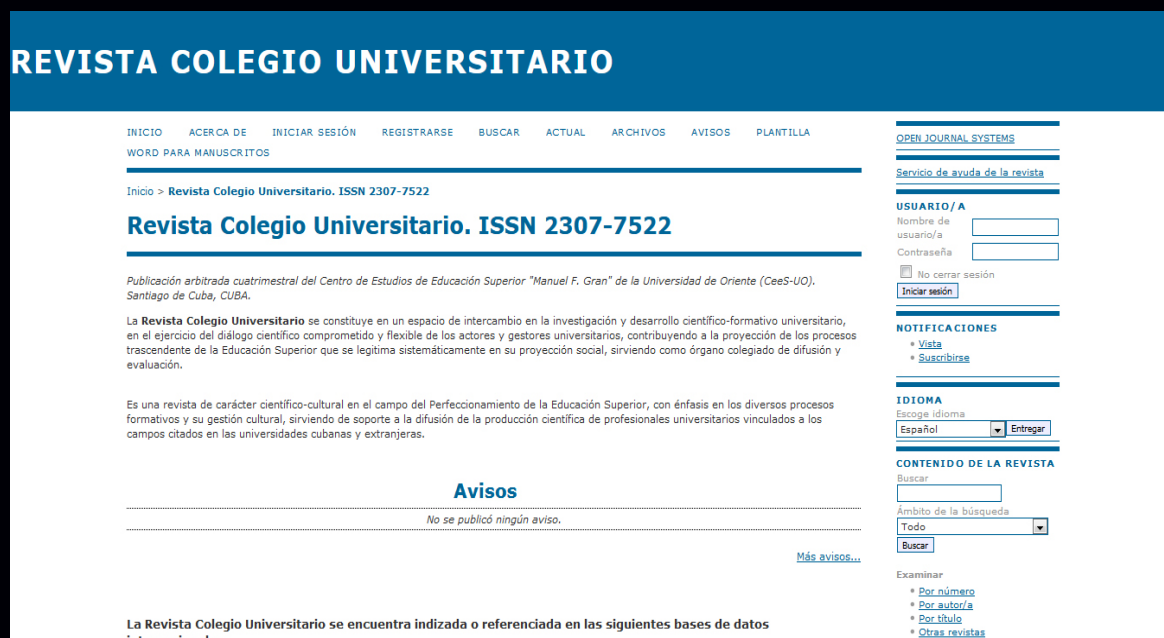 REVISTA COLEGIO UNIVERSITARIO
INICIO ACERCA DE INICIAR SESIÓN REGISTRARSE BUSCAR ACTUAL ARCHIVOS AVISOS PLANTILLA
WORD PARA MANUSCRITOS
Inicio > Revista Colegio Universitario. ISSN 2307-7522
Revista Colegio Universitario. ISSN 2307-7522
Publicación arbitrada cuatrimestral del Centro de Estudios de Educación Superior "Manuel F. Gran" de la Universidad de Oriente (CeeS-UO).
Santiago de Cuba, CUBA.
La Revista Colegio Universitario se constituye en un espacio de intercambio en la investigación y desarrollo científico-formativo universitario,
en el ejercicio del diálogo científico comprometido y flexible de los actores y gestores universitarios, contribuyendo a la proyección de los procesos
trascendente de la Educación Superior que se legitima sistemáticamente en su proyección social, sirviendo como órgano colegiado de difusión y
evaluación.
Es una revista de carácter científico-cultural en el campo del Perfeccionamiento de la Educación Superior, con énfasis en los diversos procesos
formativos y su gestión cultural, sirviendo de soporte a la difusión de la producción científica de profesionales universitarios vinculados a los
campos citados en las universidades cubanas y extranjeras.
Avisos
No se publicó ningún aviso.
Más avisos...
La Revista Colegio Universitario se encuentra indizada o referenciada en las siguientes bases de datos
OPEN JOURNAL SYSTEMS
Servicio de ayuda de la revista
USUARIO/A
Nombre de
usuario/a
Contraseña
No cerrar sesión
Iniciar sesión
NOTIFICACIONES
Vista
Suscribirse
IDIOMA
Escoge idioma
Español Entregar
CONTENIDO DE LA REVISTA
Buscar
Ámbito de la búsqueda
Todo
Buscar
Examinar
Por número
Por autor/a
Por título
Otras revistas